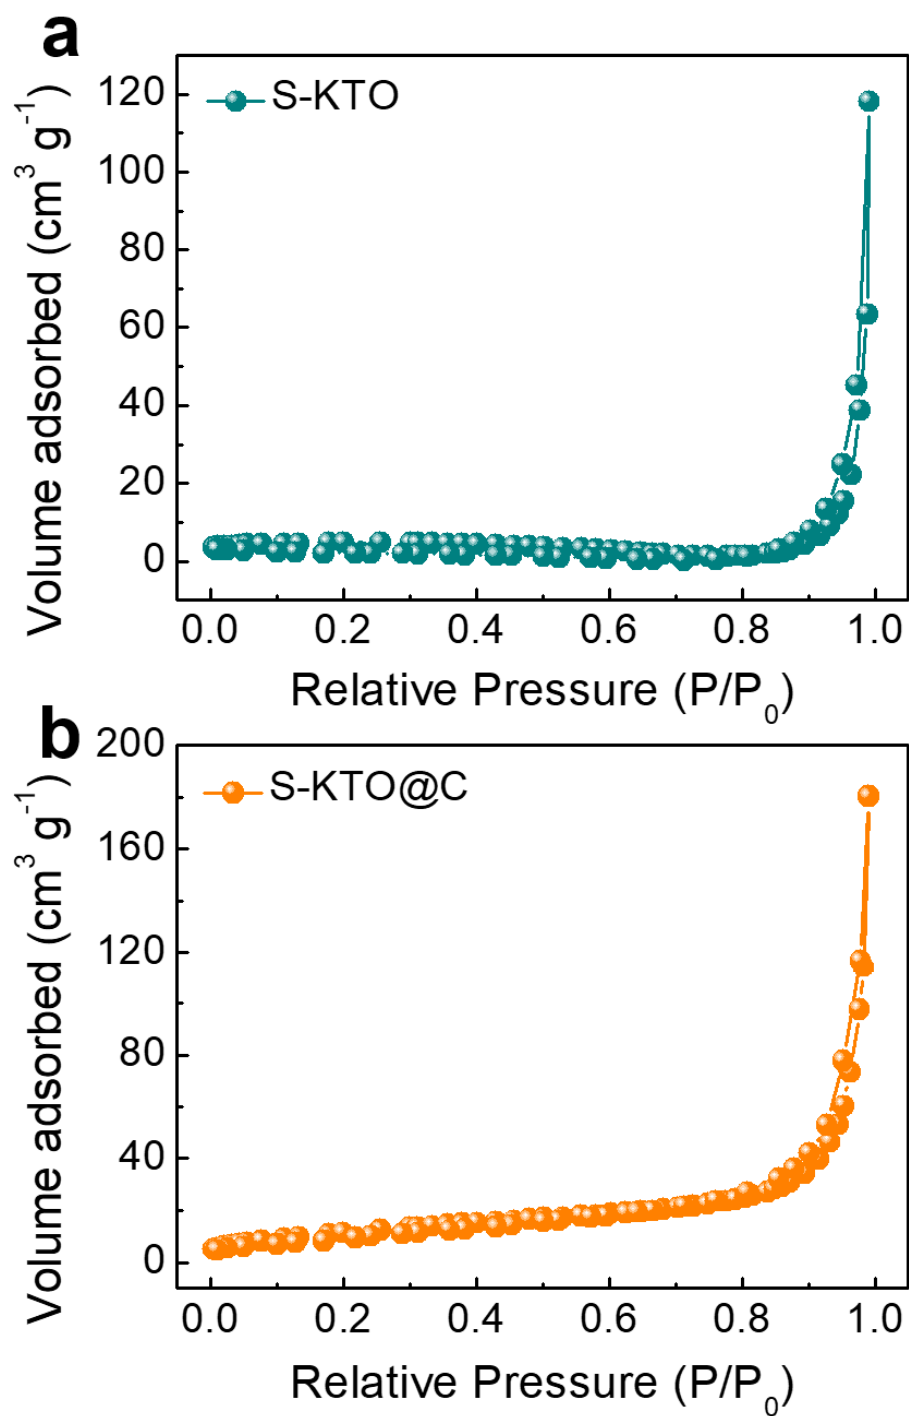 a
S-KTO
Volume adsorbed (cm³ g⁻¹)
120
100
80
60
40
20
0
0.0 0.2 0.4 0.6 0.8 1.0
Relative Pressure (P/P₀)
b
S-KTO@C
Volume adsorbed (cm³ g⁻¹)
200
160
120
80
40
0
0.0 0.2 0.4 0.6 0.8 1.0
Relative Pressure (P/P₀)